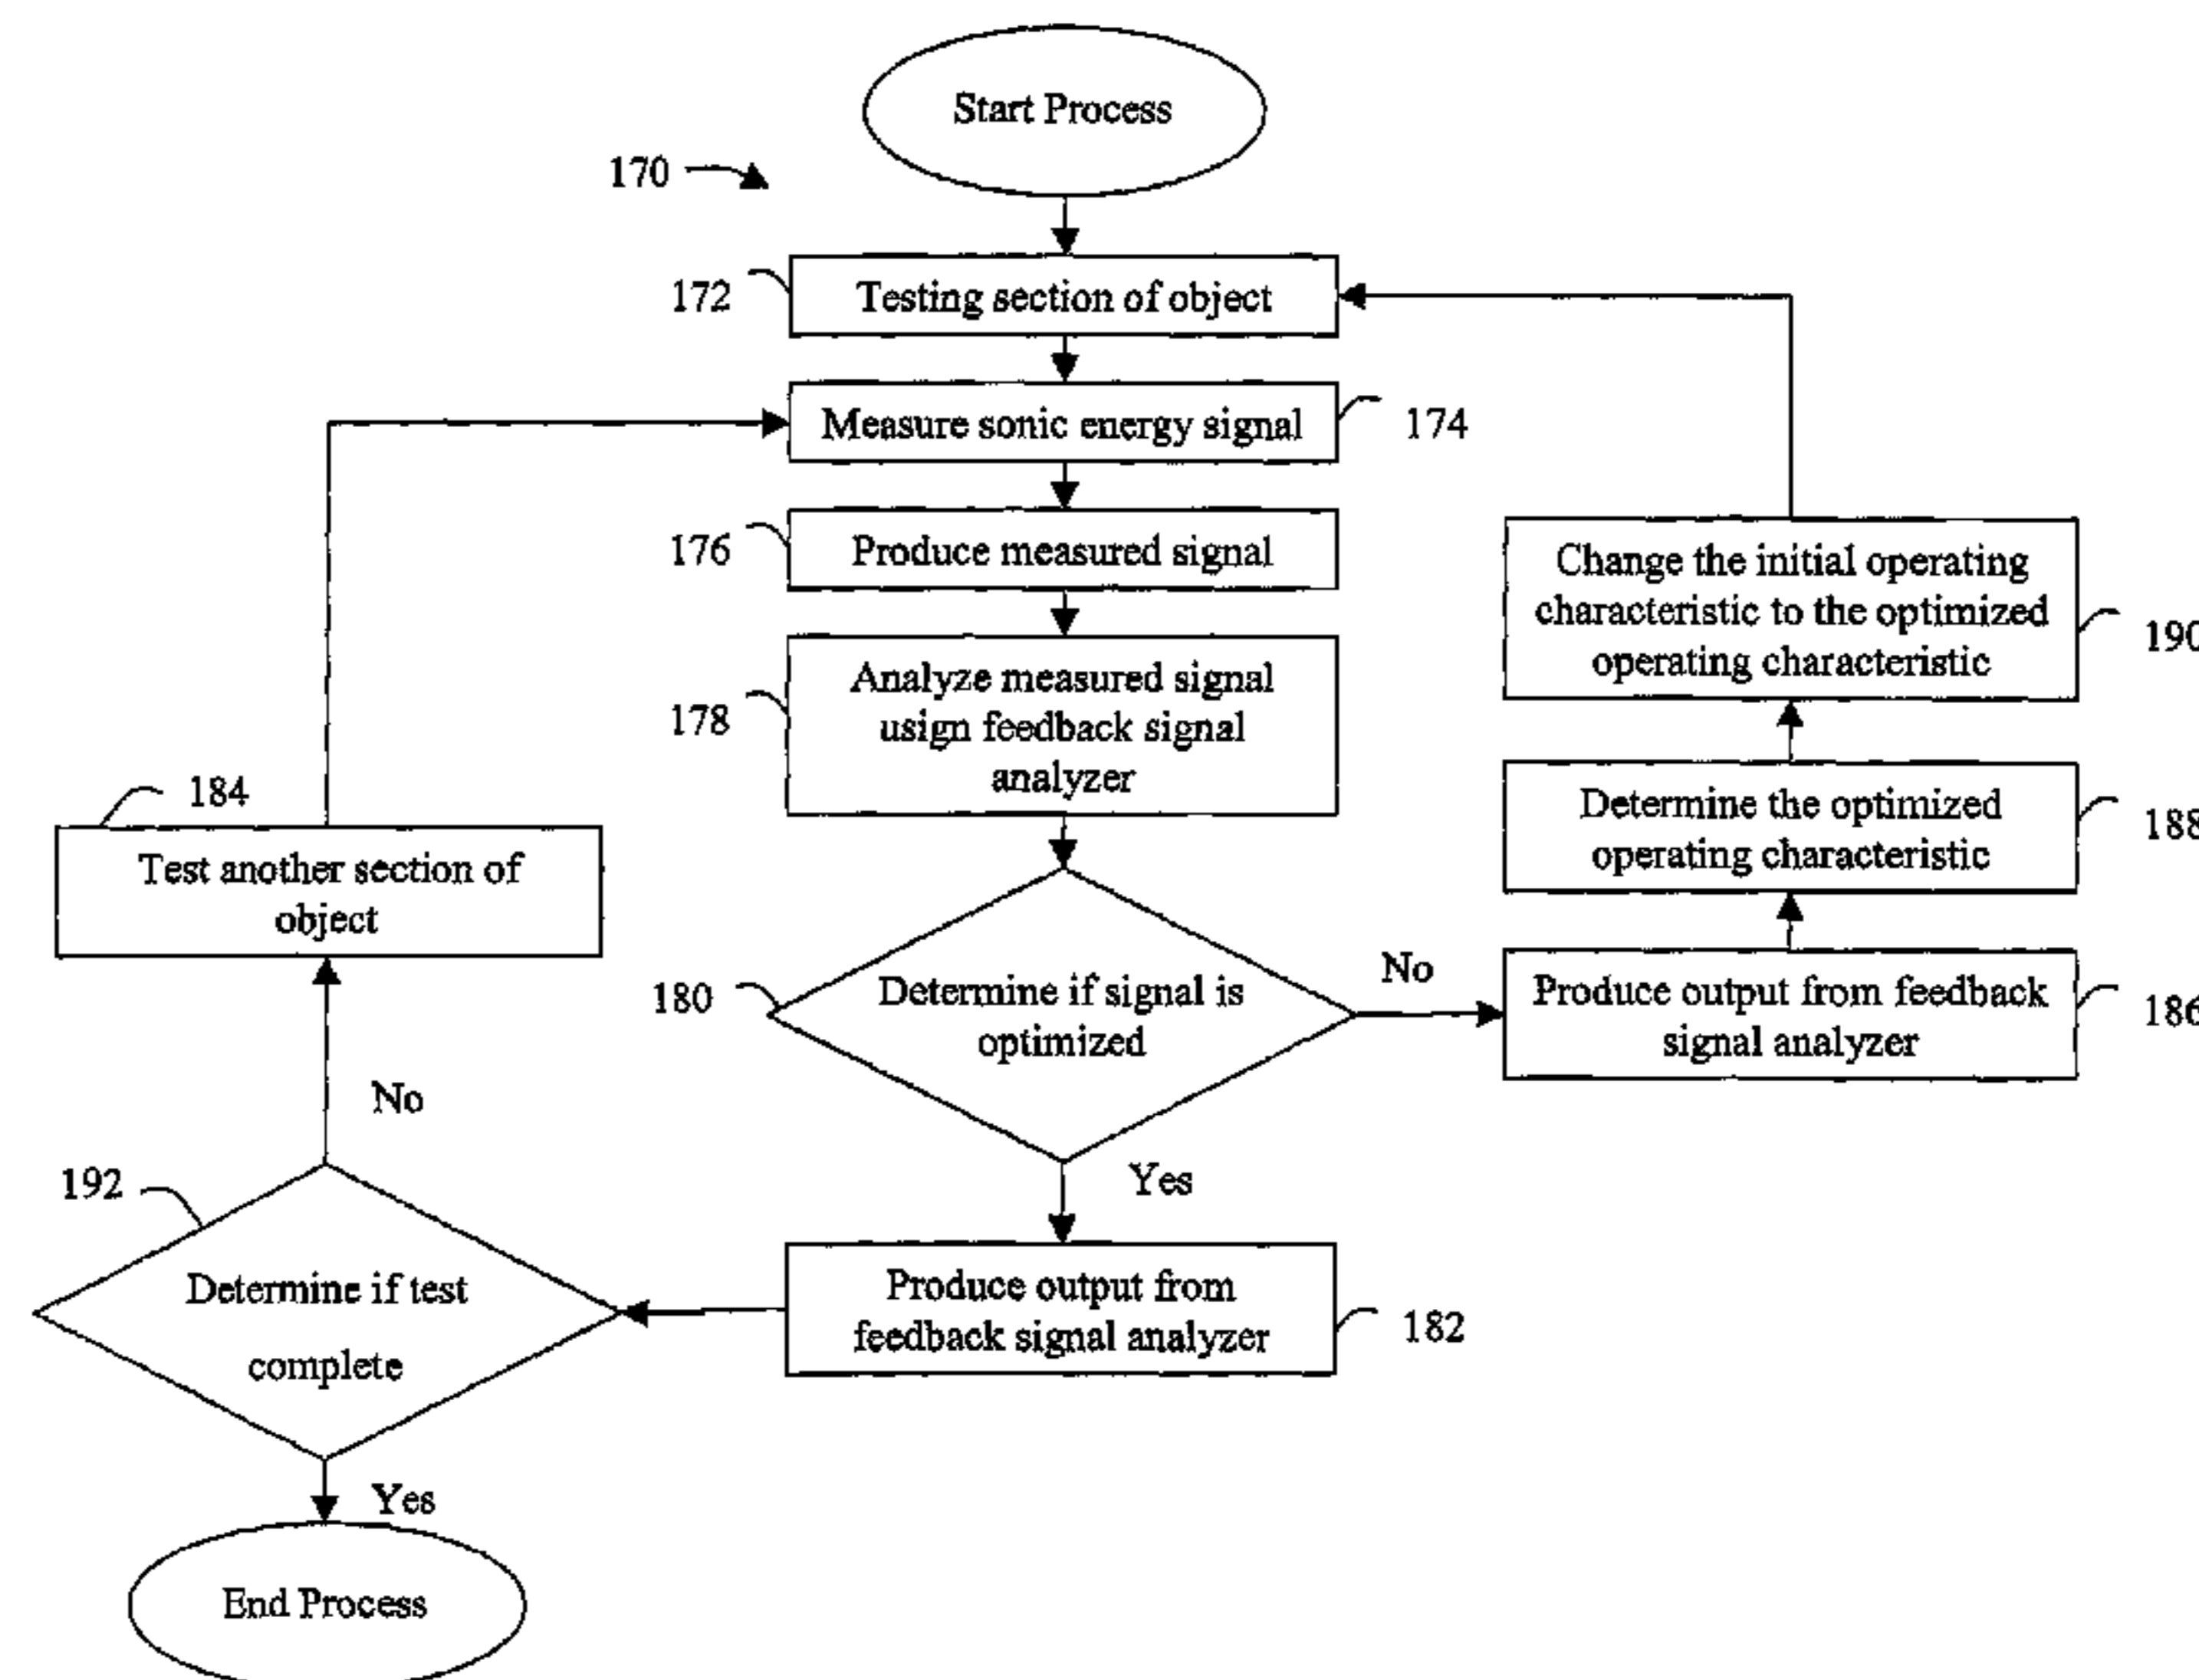 Start Process
170
172
Testing section of object
Measure sonic energy signal
174
176
Produce measured signal
178
Analyze measured signal
usign feedback signal
analyzer
180
Determine if signal is
optimized
No
Yes
Produce output from feedback
signal analyzer
186
Determine the optimized
operating characteristic
188
Change the initial operating
characteristic to the optimized
operating characteristic
190
Produce output from
feedback signal analyzer
182
192
Determine if test
complete
No
184
Test another section of
object
Yes
End Process